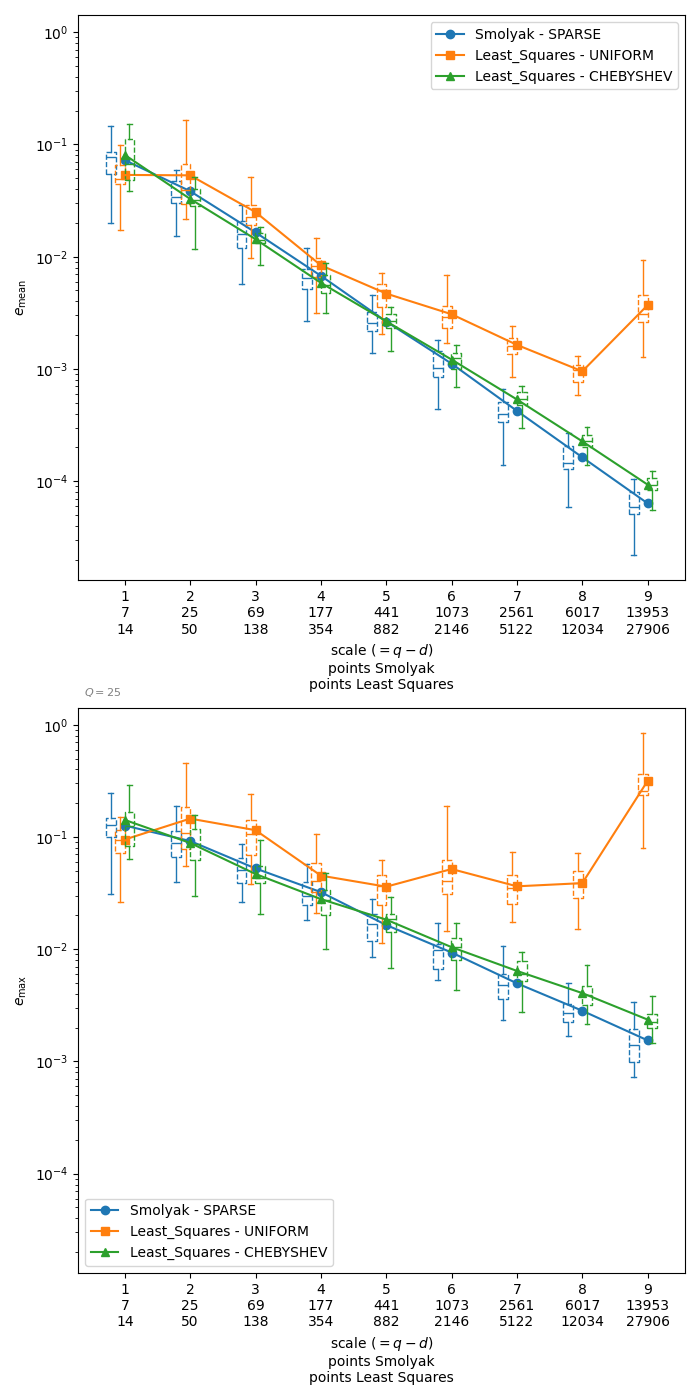 10⁰
10⁻¹
10⁻²
10⁻³
10⁻⁴
e_mean
Smolyak - SPARSE
Least_Squares - UNIFORM
Least_Squares - CHEBYSHEV
1 2 3 4 5 6 7 8 9
7 25 69 177 441 1073 2561 6017 13953
14 50 138 354 882 2146 5122 12034 27906
scale (= q − d)
points Smolyak
points Least Squares
Q = 25
10⁰
10⁻¹
10⁻²
10⁻³
10⁻⁴
e_max
Smolyak - SPARSE
Least_Squares - UNIFORM
Least_Squares - CHEBYSHEV
1 2 3 4 5 6 7 8 9
7 25 69 177 441 1073 2561 6017 13953
14 50 138 354 882 2146 5122 12034 27906
scale (= q − d)
points Smolyak
points Least Squares